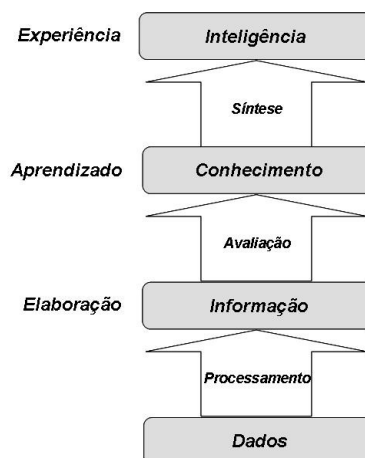 Experiência Inteligência
Síntese
Aprendizado Conhecimento
Avaliação
Elaboração Informação
Processamento
Dados